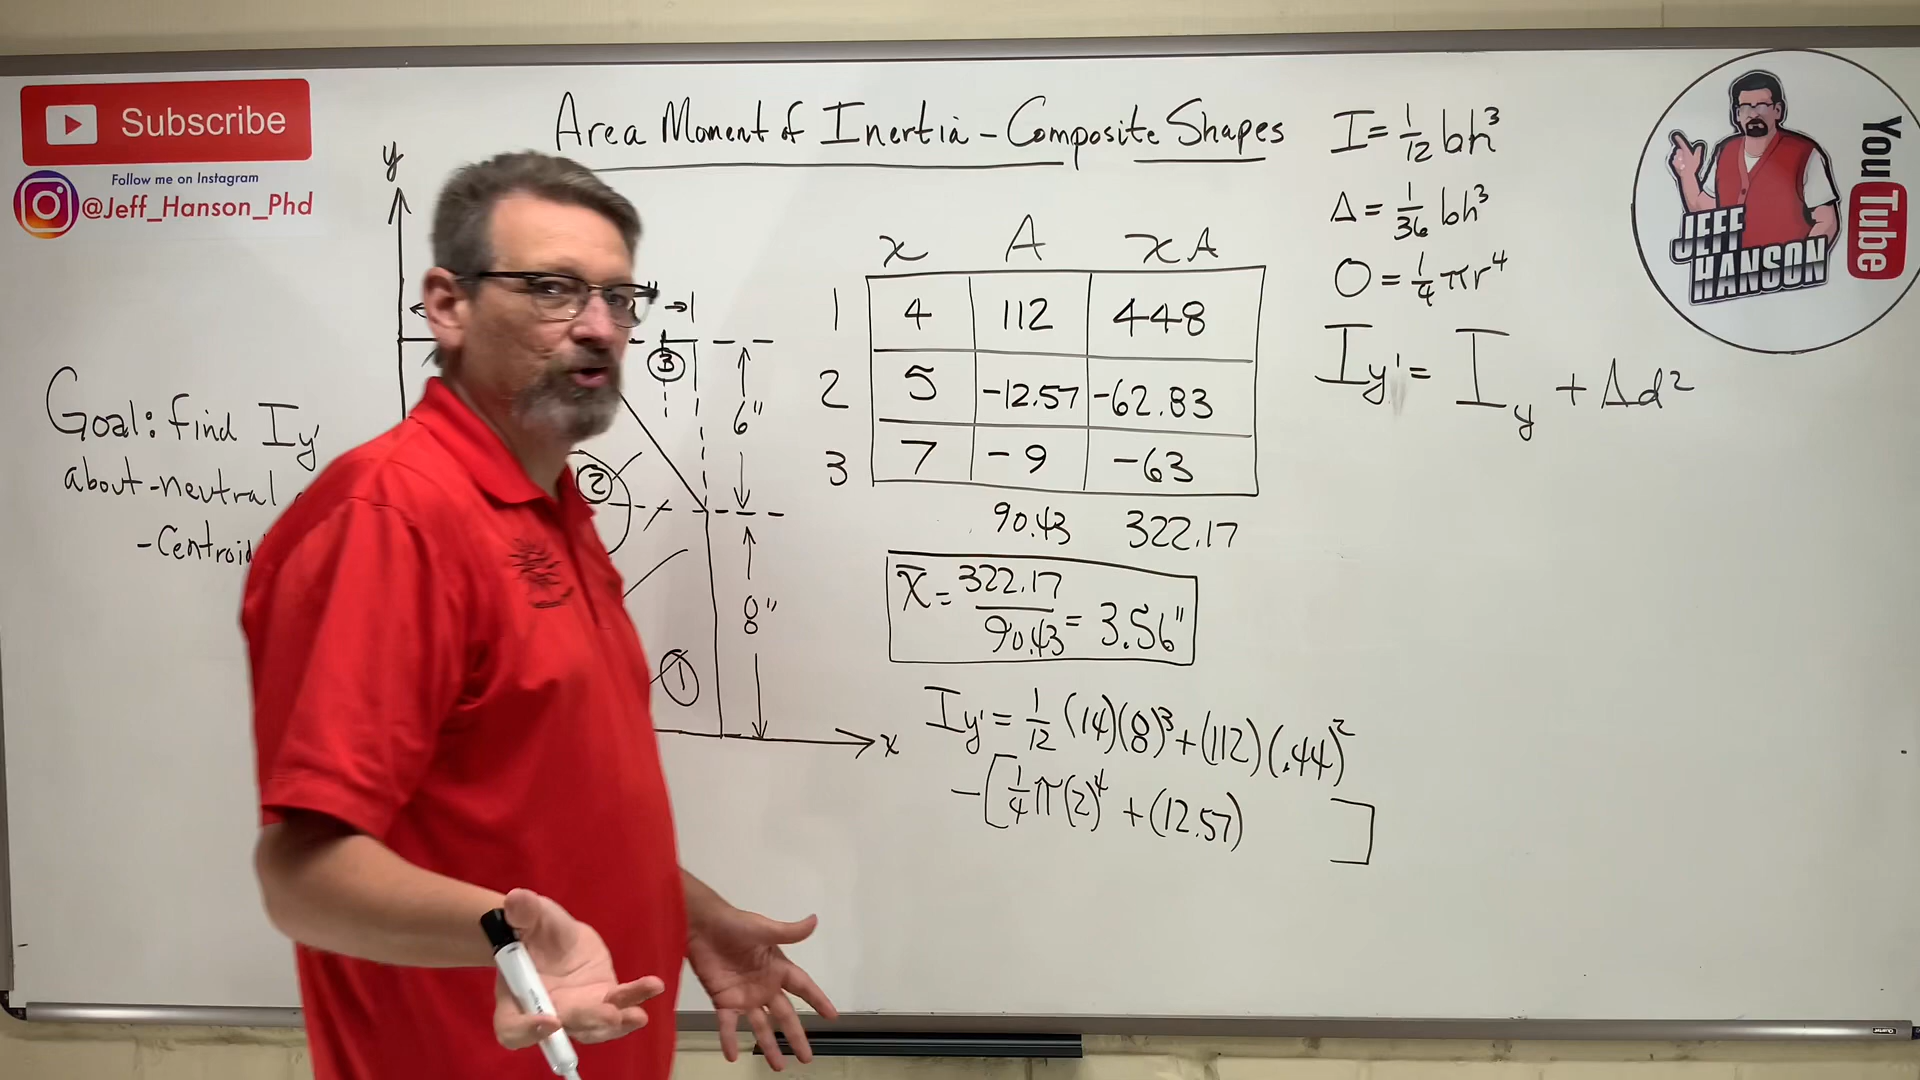 Subscribe
Follow me on Instagram
@Jeff_Hanson_Phd
Area Moment of Inertia - Composite Shapes
I = 1/12 bh³
Δ = 1/36 bh³
O = 1/4 πr⁴
Iy' = Iy + Ad²
JEFF
HANSON
YouTube
y
Goal: find Iy'
about - neutral
- Centroid
3
6"
2
8"
1
x
x A xA
1 4 112 448
2 5 -12.57 -62.83
3 7 -9 -63
90.43 322.17
x̄ = 322.17 / 90.43 = 3.56"
Iy' = 1/12 (14)(8)³ + (112)(.44)²
- [1/4 π(2)⁴ + (12.57) ]